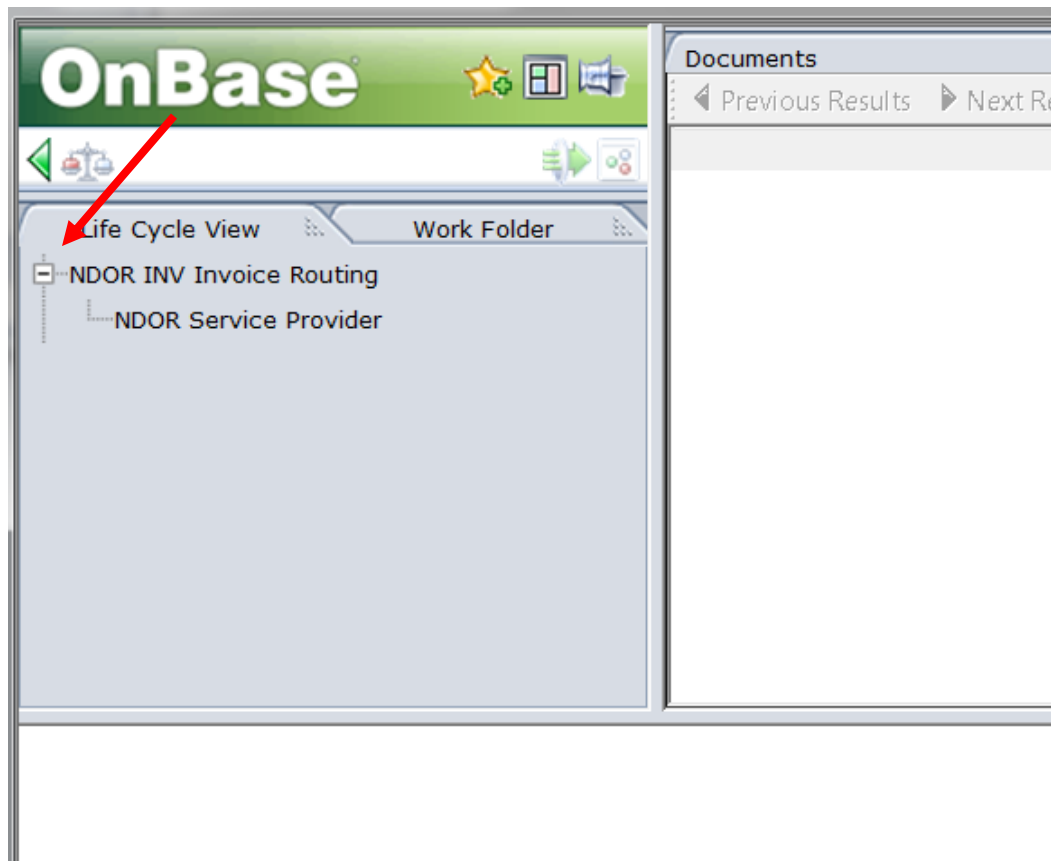 OnBase
Documents
Previous Results Next Re
Life Cycle View Work Folder
NDOR INV Invoice Routing
NDOR Service Provider